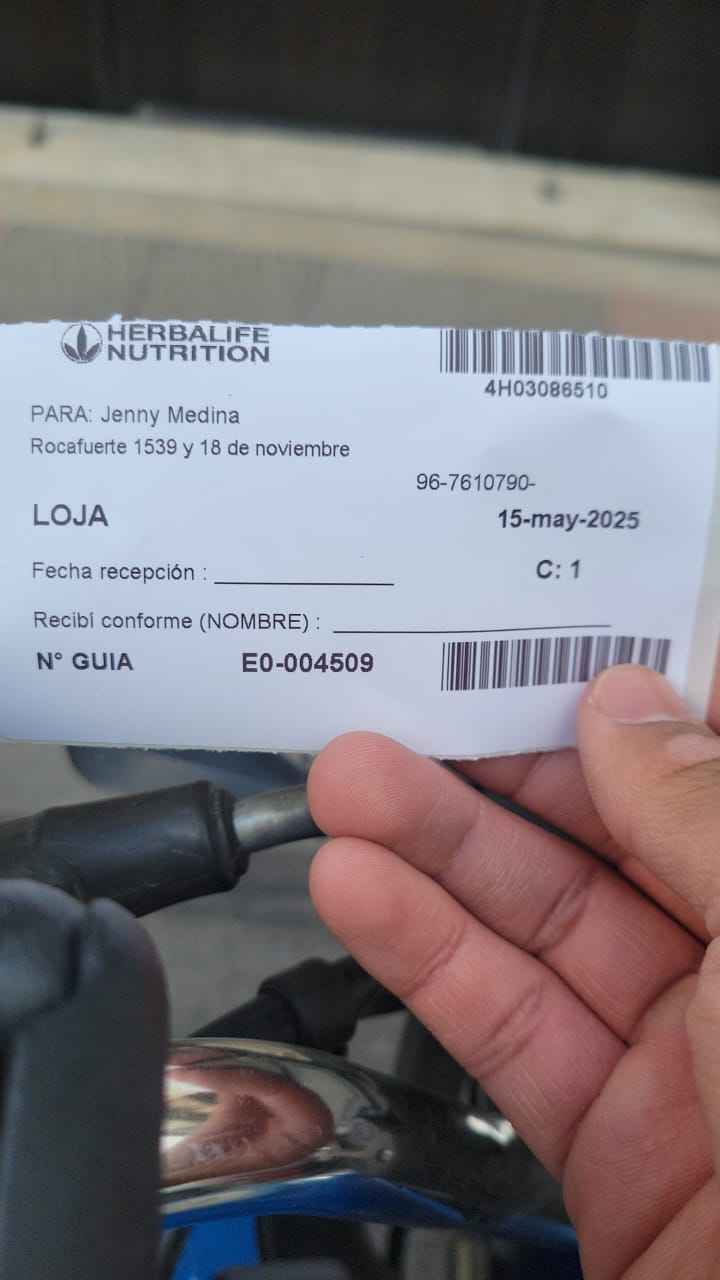 HERBALIFE
NUTRITION
4H03086510
PARA: Jenny Medina
Rocafuerte 1539 y 18 de noviembre
96-7610790-
LOJA
15-may-2025
Fecha recepción :
C: 1
Recibí conforme (NOMBRE) :
N° GUIA E0-004509